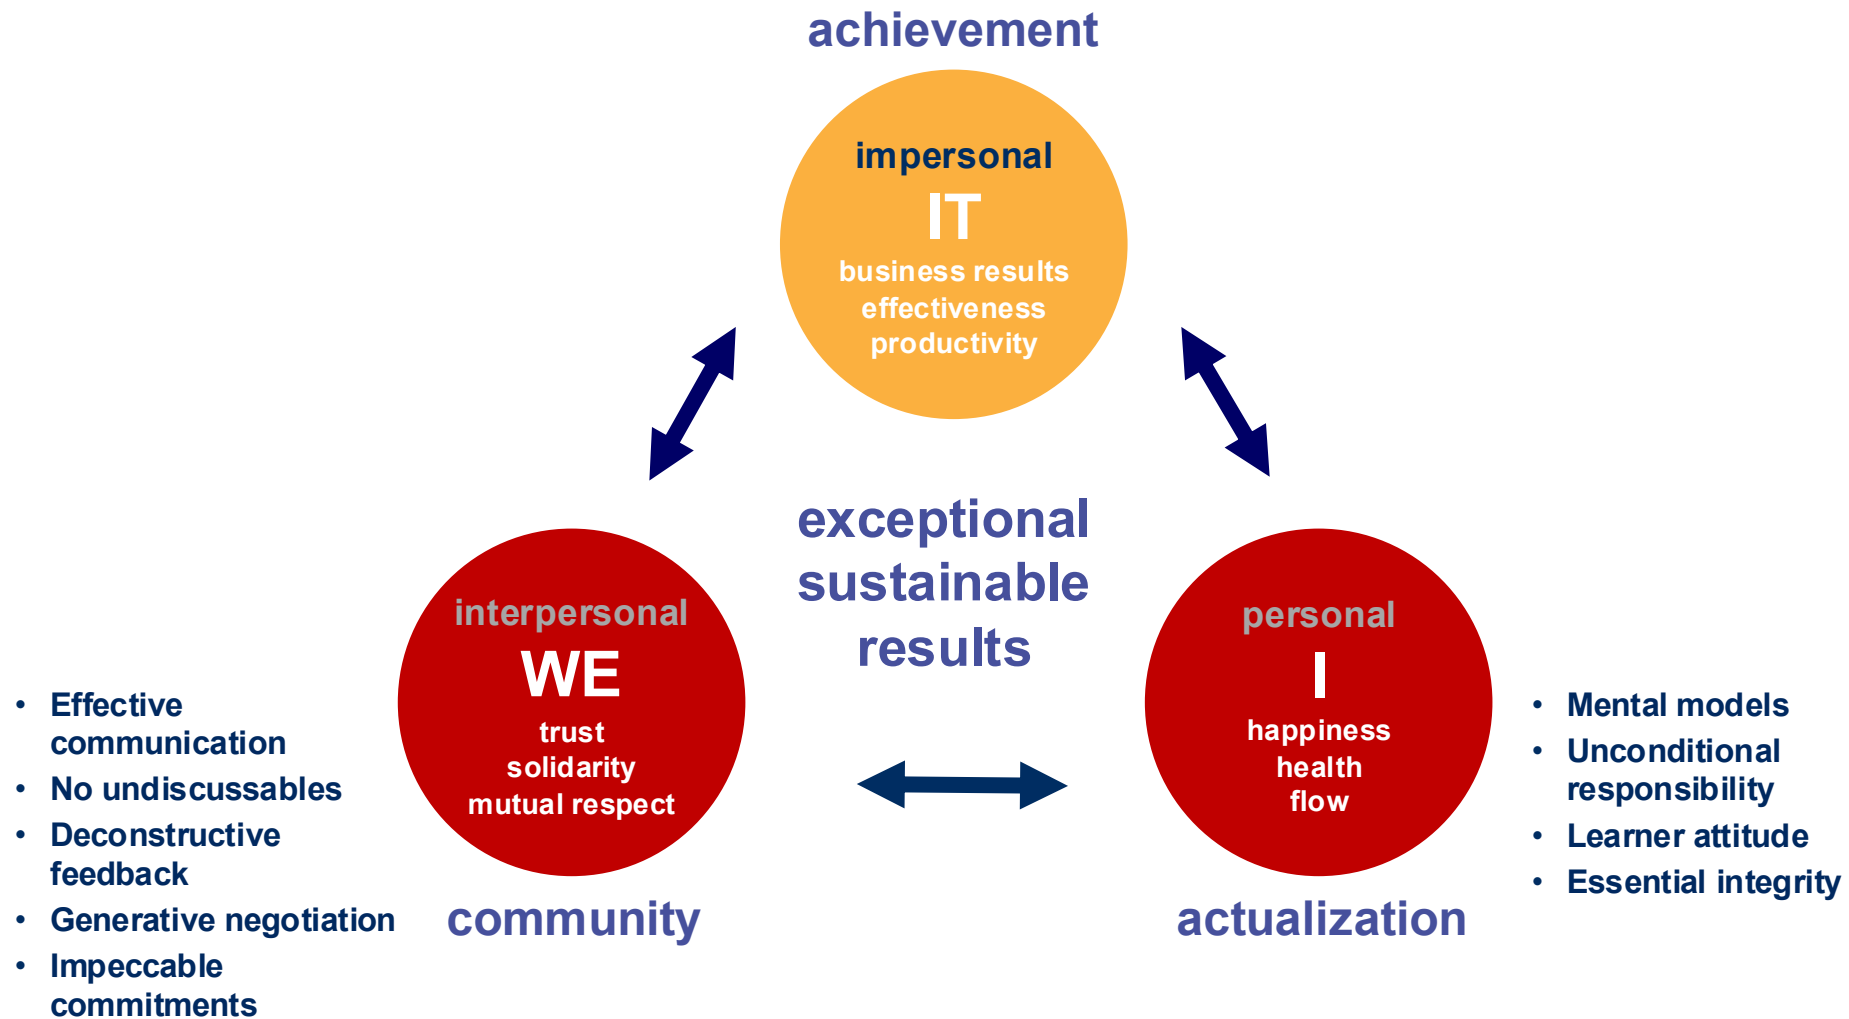 achievement
impersonal
IT
business results
effectiveness
productivity
exceptional
sustainable
results
interpersonal
WE
trust
solidarity
mutual respect
community
personal
I
happiness
health
flow
actualization
• Effective
communication
• No undiscussables
• Deconstructive
feedback
• Generative negotiation
• Impeccable
commitments
• Mental models
• Unconditional
responsibility
• Learner attitude
• Essential integrity